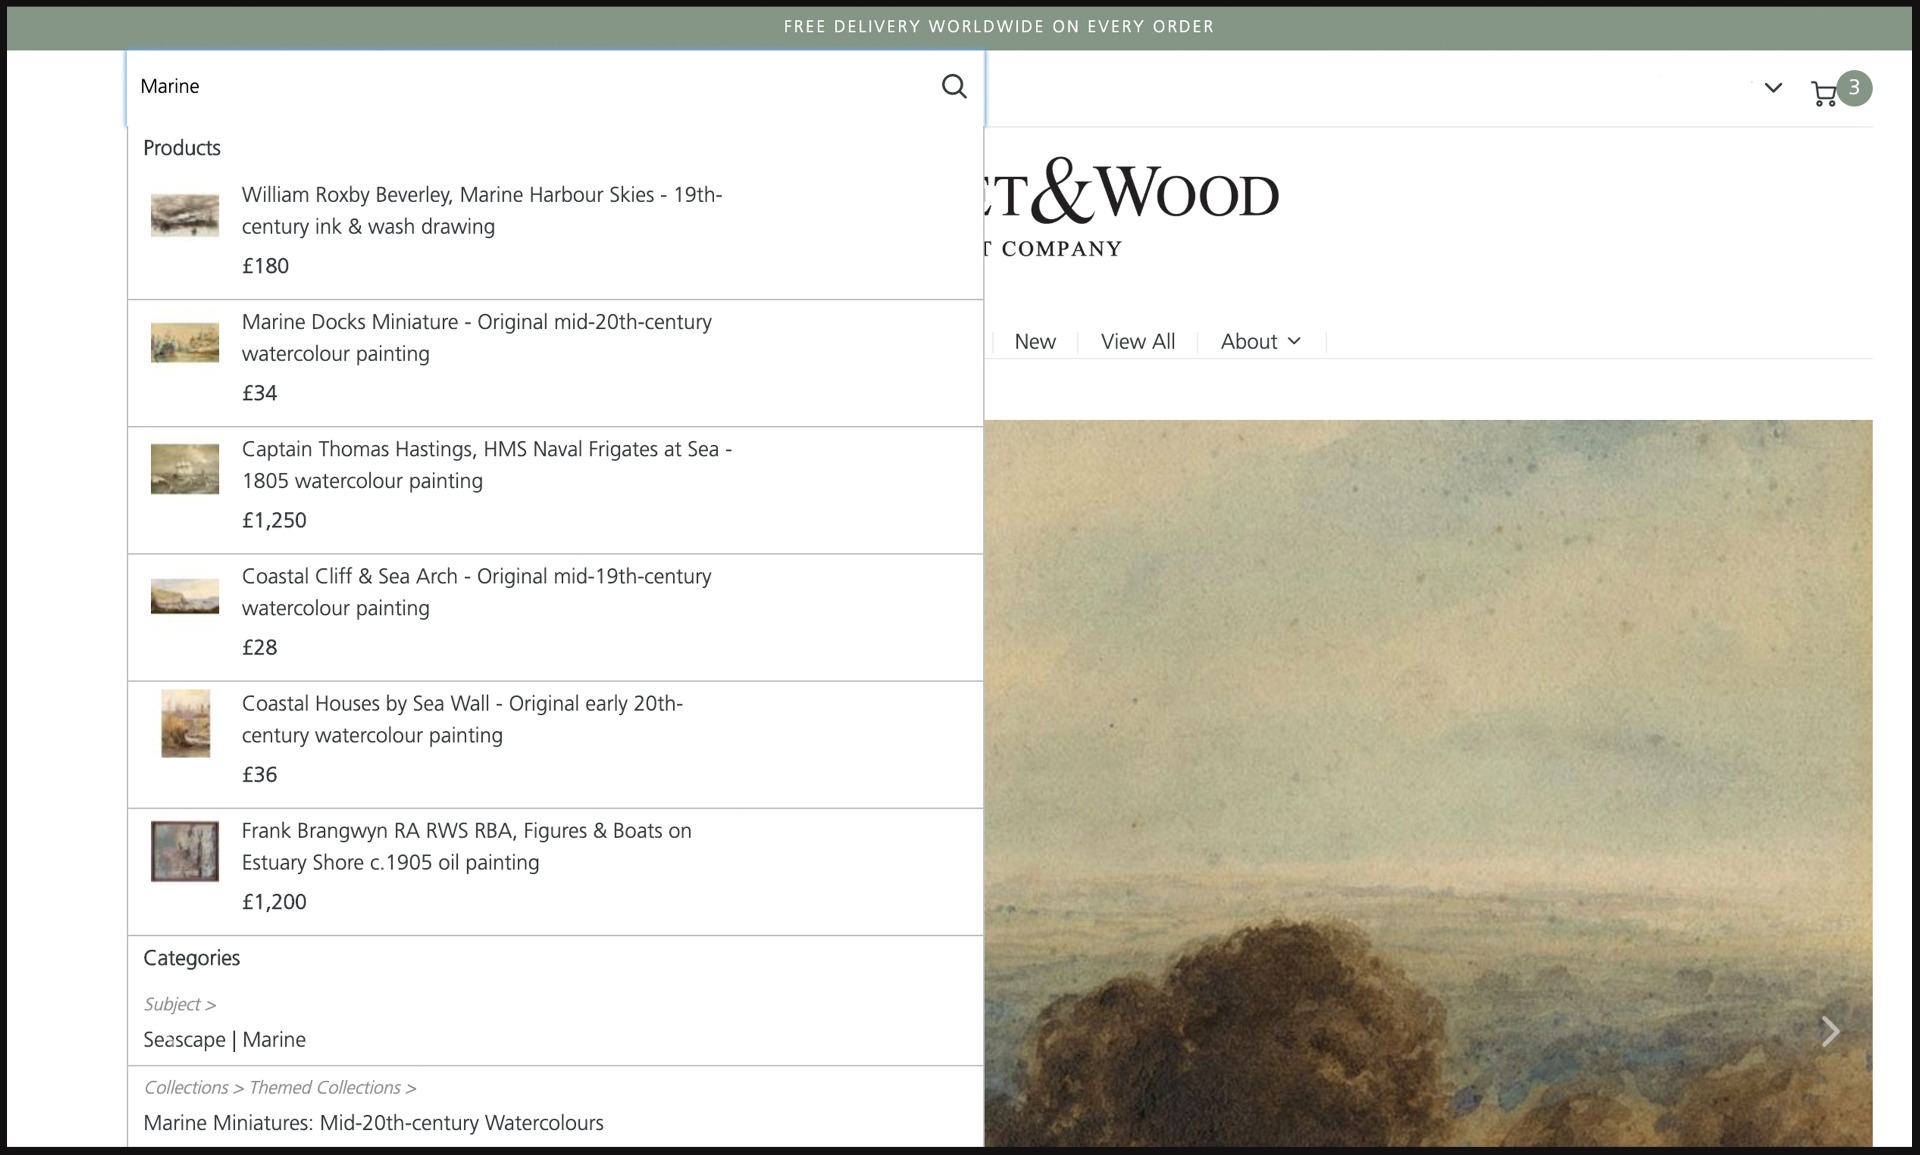 FREE DELIVERY WORLDWIDE ON EVERY ORDER
Marine
3
Products
William Roxby Beverley, Marine Harbour Skies - 19th-
century ink & wash drawing
£180
Marine Docks Miniature - Original mid-20th-century
watercolour painting
£34
Captain Thomas Hastings, HMS Naval Frigates at Sea -
1805 watercolour painting
£1,250
Coastal Cliff & Sea Arch - Original mid-19th-century
watercolour painting
£28
Coastal Houses by Sea Wall - Original early 20th-
century watercolour painting
£36
Frank Brangwyn RA RWS RBA, Figures & Boats on
Estuary Shore c.1905 oil painting
£1,200
Categories
Subject >
Seascape | Marine
Collections > Themed Collections >
Marine Miniatures: Mid-20th-century Watercolours
&WOOD
COMPANY
New
View All
About